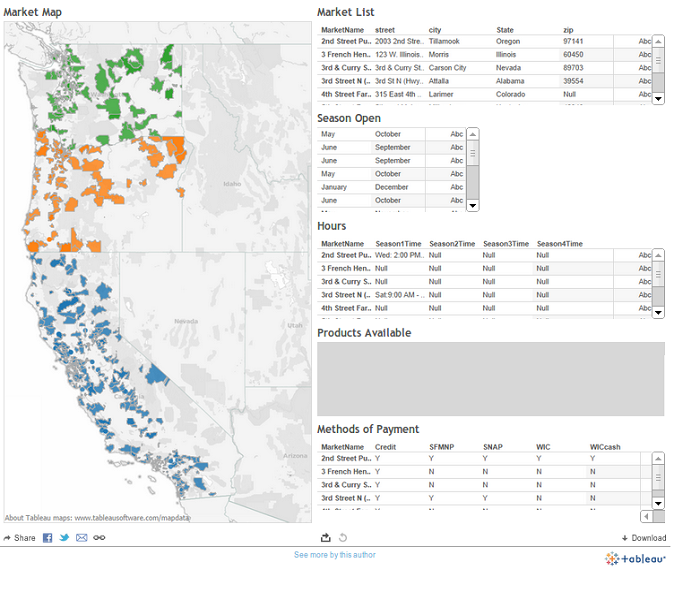 Market Map
Idaho
Nevada
Utah
California
Arizona
About Tableau maps: www.tableausoftware.com/mapdata
Market List
MarketName street city State zip
2nd Street Pu.. 2003 2nd Stre.. Tillamook Oregon 97141 Abc
3 French Hen.. 123 W. Illinois.. Morris Illinois 60450 Abc
3rd & Curry S.. 3rd & Curry St.. Carson City Nevada 89703 Abc
3rd Street N (.. 3rd St N (Hwy.. Attalla Alabama 39554 Abc
4th Street Far.. 315 East 4th .. Larimer Colorado Null Abc
Season Open
May October Abc
June September Abc
June September Abc
May October Abc
January December Abc
June October Abc
Hours
MarketName Season1Time Season2Time Season3Time Season4Time
2nd Street Pu.. Wed: 2:00 PM.. Null Null Null Abc
3 French Hen.. Null Null Null Null Abc
3rd & Curry S.. Null Null Null Null Abc
3rd Street N (.. Sat:9:00 AM - .. Null Null Null Abc
4th Street Far.. Null Null Null Null Abc
Products Available
Methods of Payment
MarketName Credit SFMNP SNAP WIC WICcash
2nd Street Pu.. Y Y Y Y Y
3 French Hen.. Y N N N N
3rd & Curry S.. Y N N N N
3rd Street N (.. Y Y Y N N
Share
Download
See more by this author
+ableau